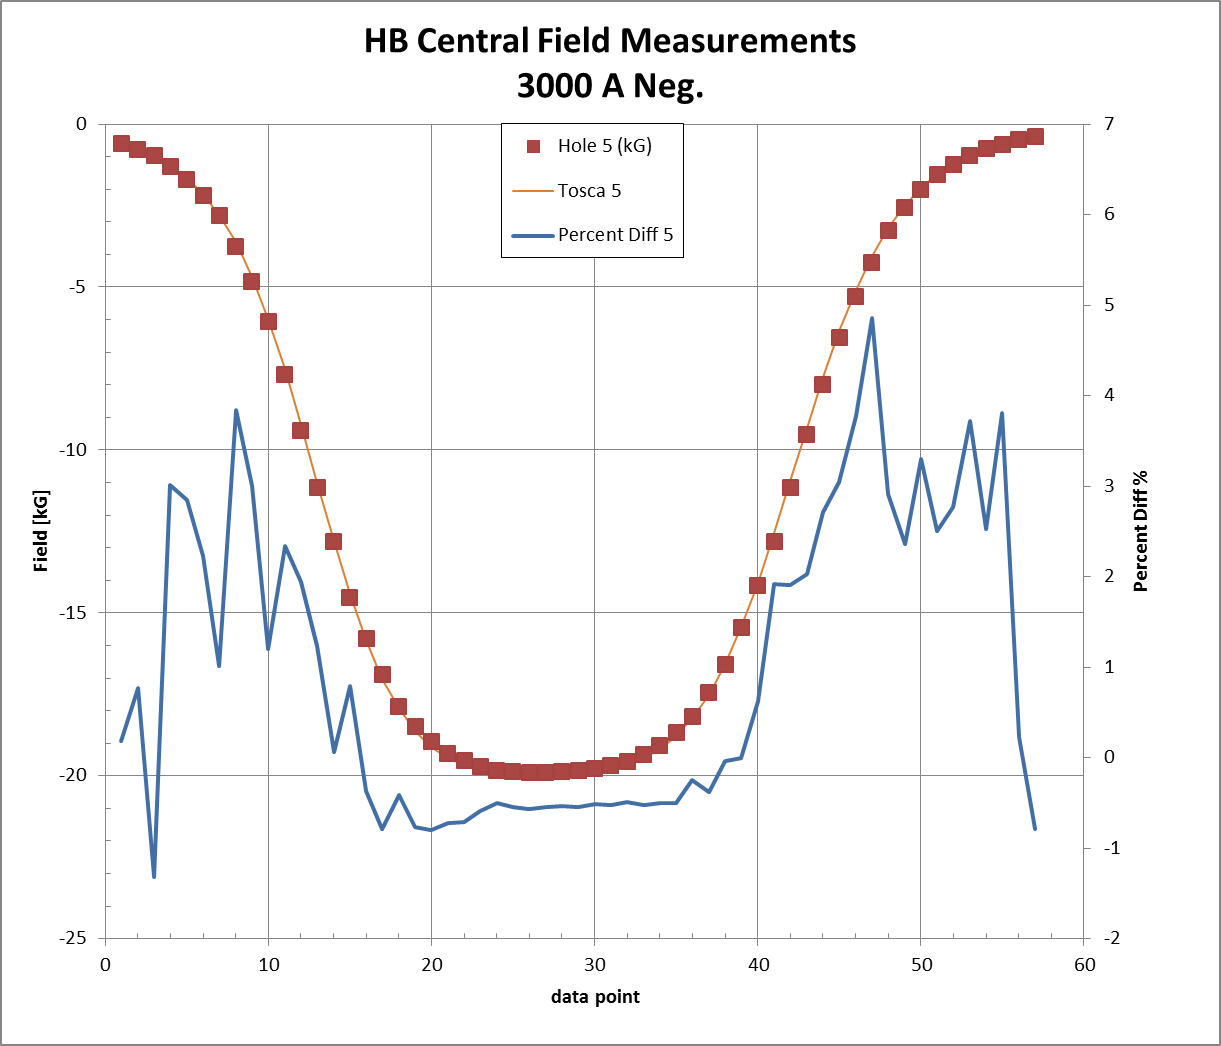 HB Central Field Measurements
3000 A Neg.
Hole 5 (kG)
Tosca 5
Percent Diff 5
0
-5
-10
-15
-20
-25
Field [kG]
7
6
5
4
3
2
1
0
-1
-2
Percent Diff %
0
10
20
30
40
50
60
data point